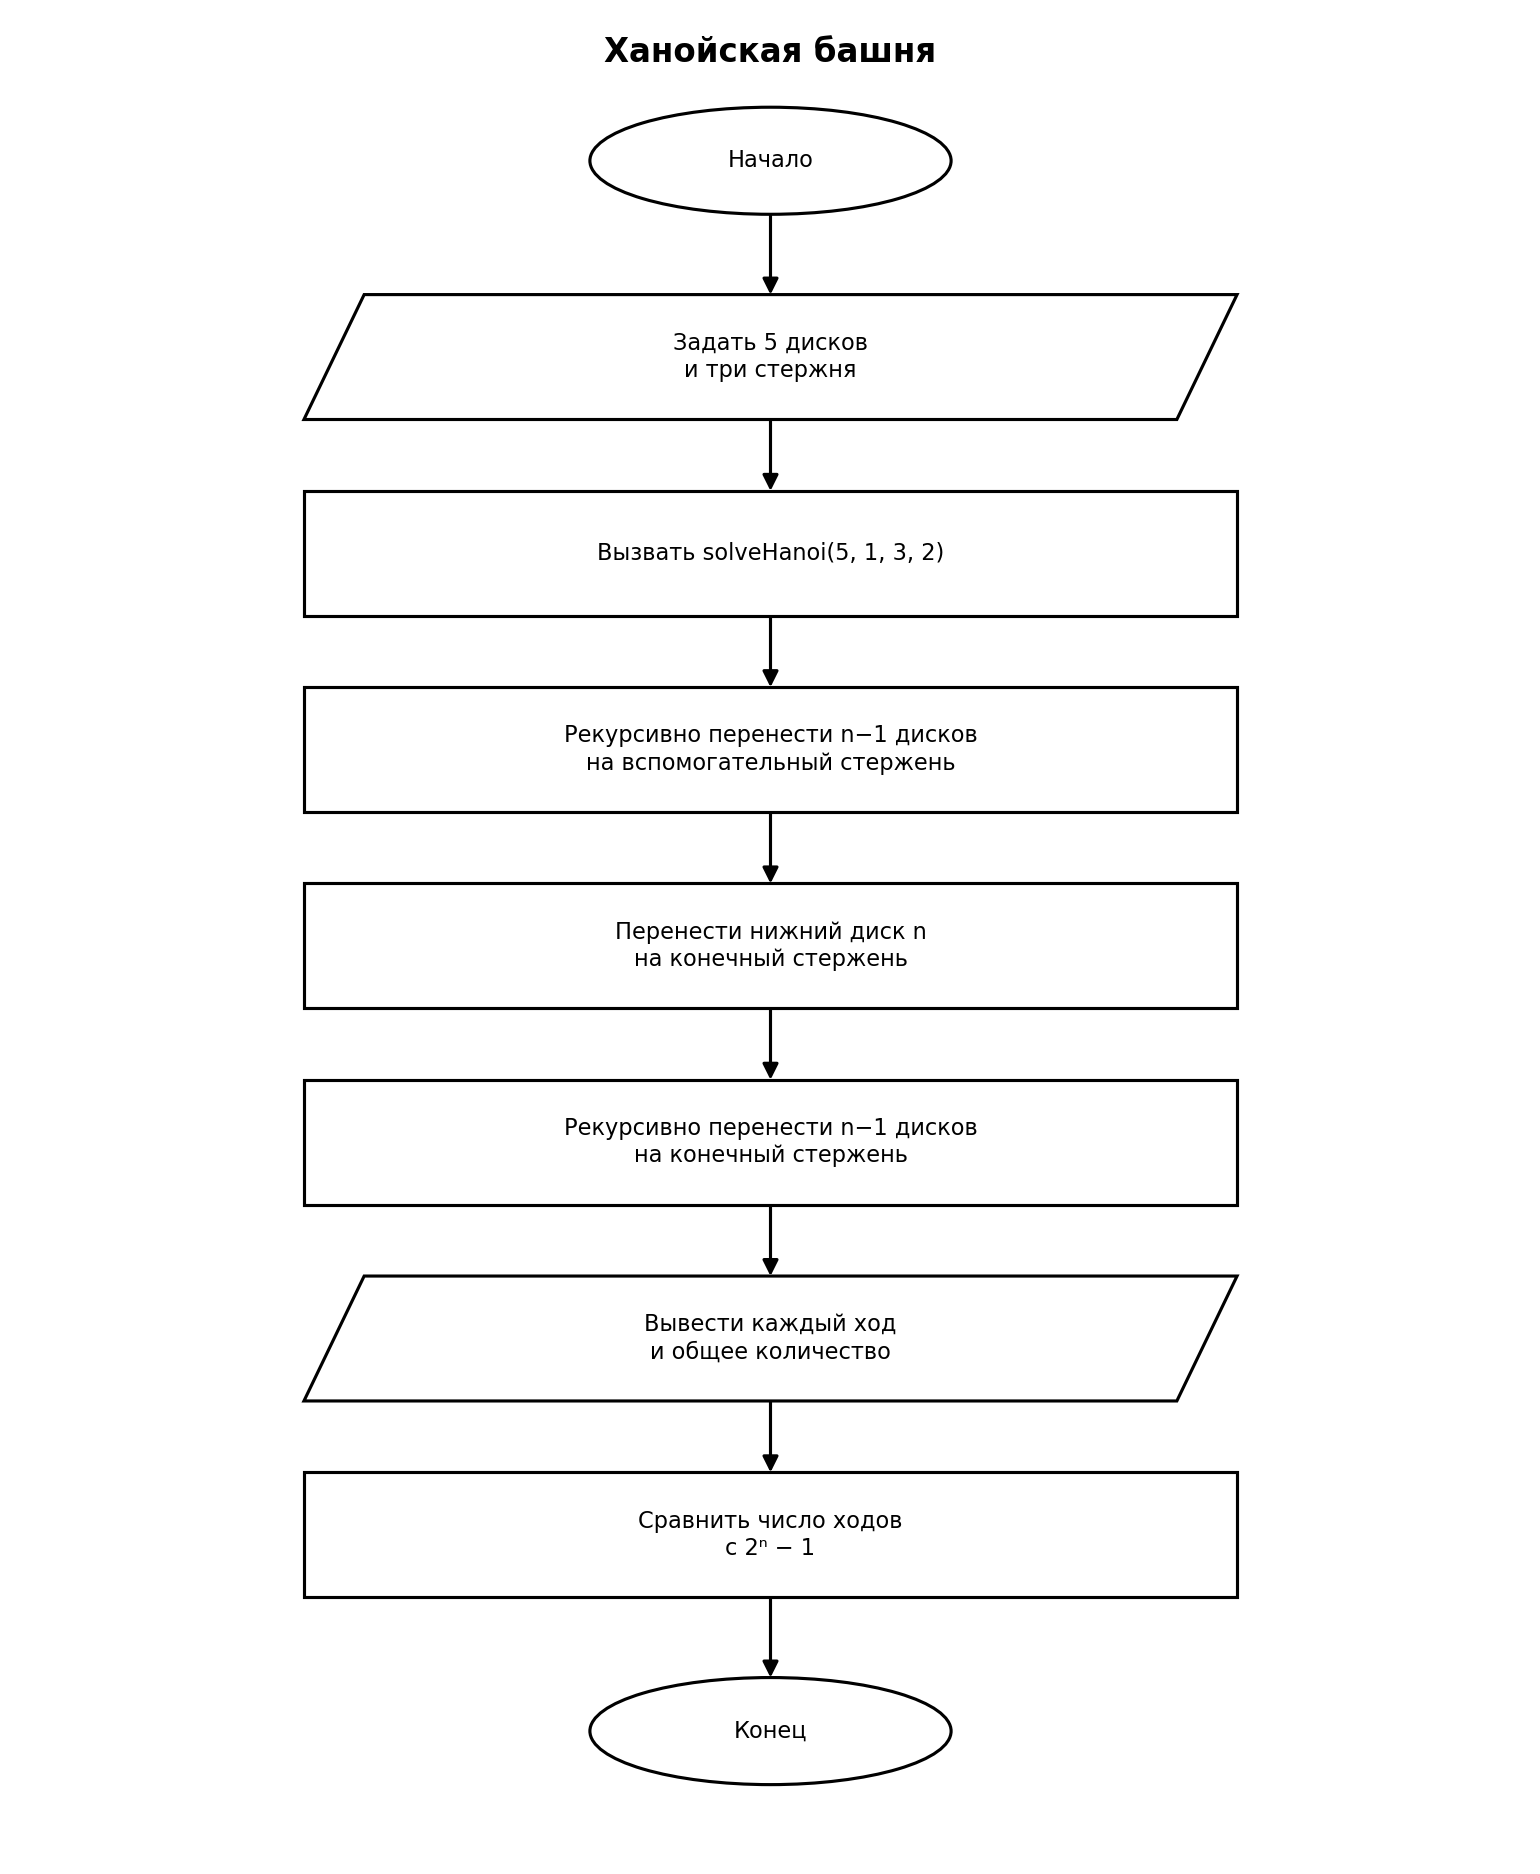 Ханойская башня
Начало
Задать 5 дисков
и три стержня
Вызвать solveHanoi(5, 1, 3, 2)
Рекурсивно перенести n−1 дисков
на вспомогательный стержень
Перенести нижний диск n
на конечный стержень
Рекурсивно перенести n−1 дисков
на конечный стержень
Вывести каждый ход
и общее количество
Сравнить число ходов
с 2ⁿ − 1
Конец